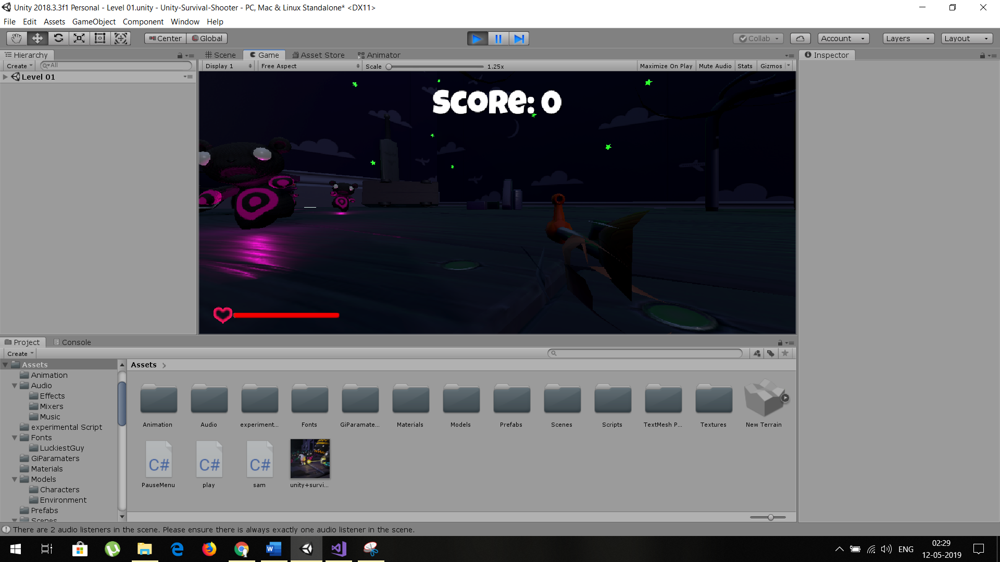 Unity 2018.3.3f1 Personal - Level 01.unity - Unity-Survival-Shooter - PC, Mac & Linux Standalone* <DX11>
File Edit Assets GameObject Component Window Help
Center Global Collab Account Layers Layout
Hierarchy Scene Game Asset Store Animator Inspector
Create All Display 1 Free Aspect Scale 1.25x Maximize On Play Mute Audio Stats Gizmos
Level 01
SCORE: 0
Project Console
Create
Assets
Animation
Audio
Effects
Mixers
Music
experimental Script
Fonts
LuckiestGuy
GiParamaters
Materials
Models
Characters
Environment
Prefabs
Scenes
Assets
Animation Audio experiment... Fonts GiParamate... Materials Models Prefabs Scenes Scripts TextMesh P... Textures New Terrain
C# C# C#
PauseMenu play sam unity+survi...
There are 2 audio listeners in the scene. Please ensure there is always exactly one audio listener in the scene.
ENG 02:29
12-05-2019